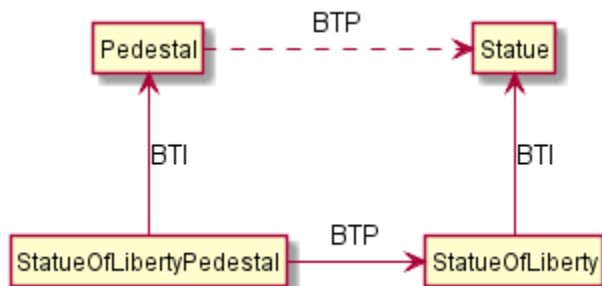 BTP
Pedestal
Statue
BTI
BTI
BTP
StatueOfLibertyPedestal
StatueOfLiberty